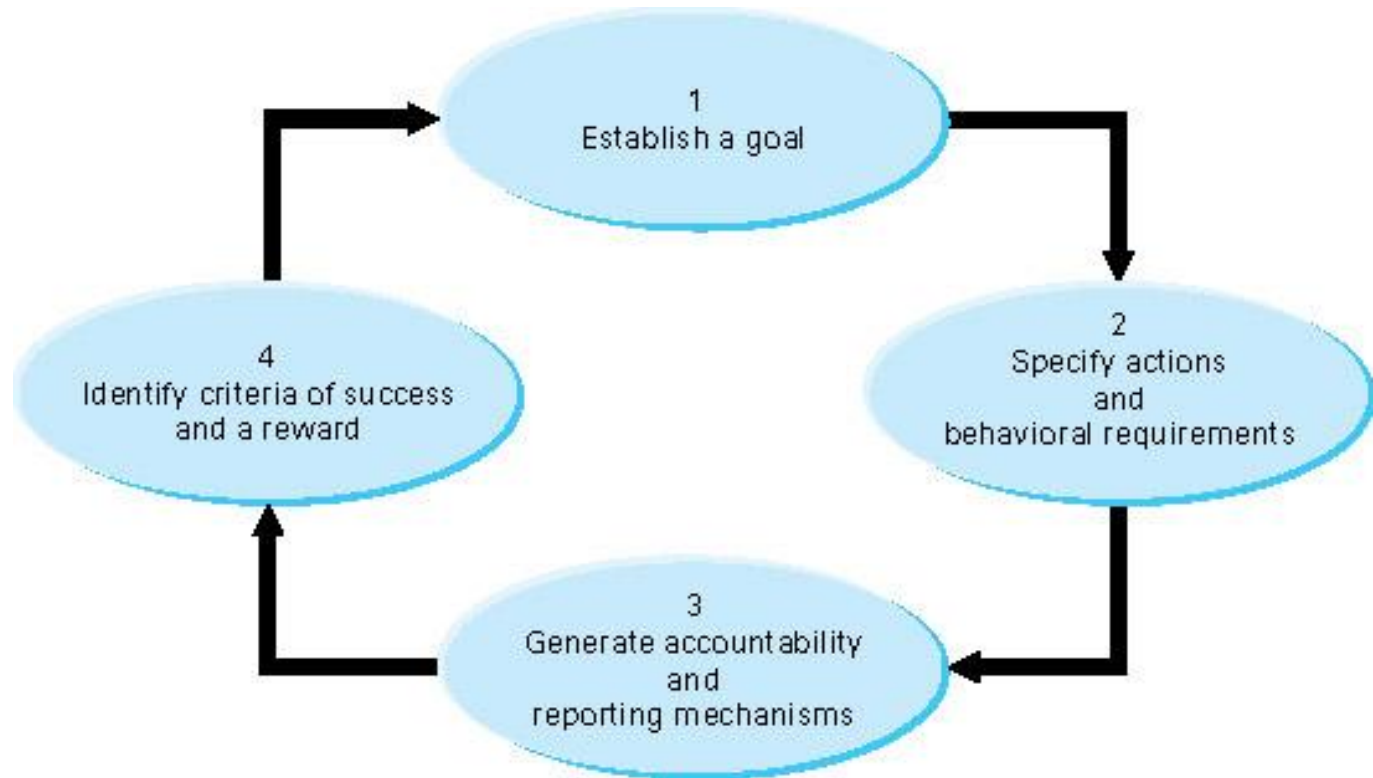 1
Establish a goal
2
Specify actions
and
behavioral requirements
3
Generate accountability
and
reporting mechanisms
4
Identify criteria of success
and a reward